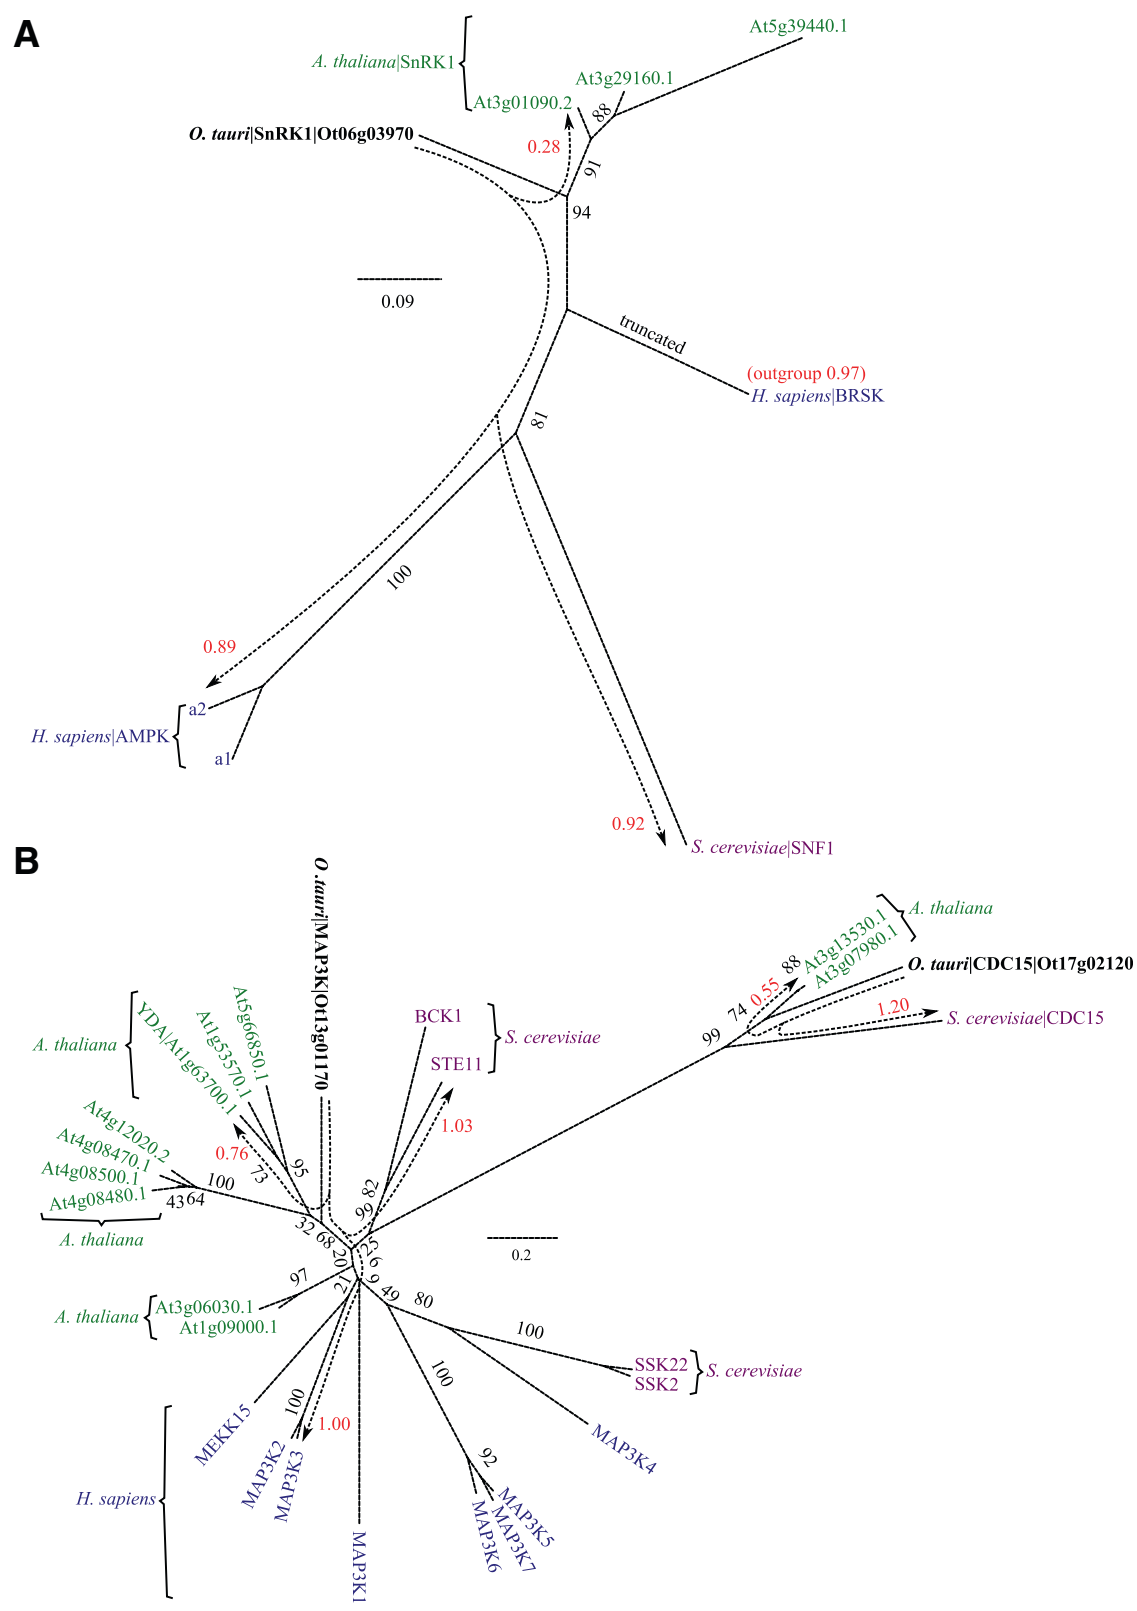 A
At5g39440.1
A. thaliana|SnRK1
At3g29160.1
At3g01090.2
88
O. tauri|SnRK1|Ot06g03970
0.28
91
94
0.09
truncated
(outgroup 0.97)
H. sapiens|BRSK
81
100
0.89
a2
H. sapiens|AMPK
a1
0.92
S. cerevisiae|SNF1
B
O .tauri|MAP3K|Ot13g01170
A. thaliana
At3g13530.1
At3g07980.1
88
O. tauri|CDC15|Ot17g02120
0.55
74
1.20
S. cerevisiae|CDC15
99
At5g66850.1
At1g53570.1
YDA|At1g63700.1
A. thaliana
BCK1
S. cerevisiae
STE11
1.03
At4g12020.2
At4g08470.1
At4g08500.1
At4g08480.1
A. thaliana
0.76
73
95
100
43
64
82
99
32
68
20
25
6
9
21
49
0.2
97
A. thaliana
At3g06030.1
At1g09000.1
80
100
SSK22
SSK2
S. cerevisiae
100
100
1.00
MEKK15
MAP3K2
MAP3K3
MAP3K4
92
H. sapiens
MAP3K5
MAP3K7
MAP3K6
MAP3K1